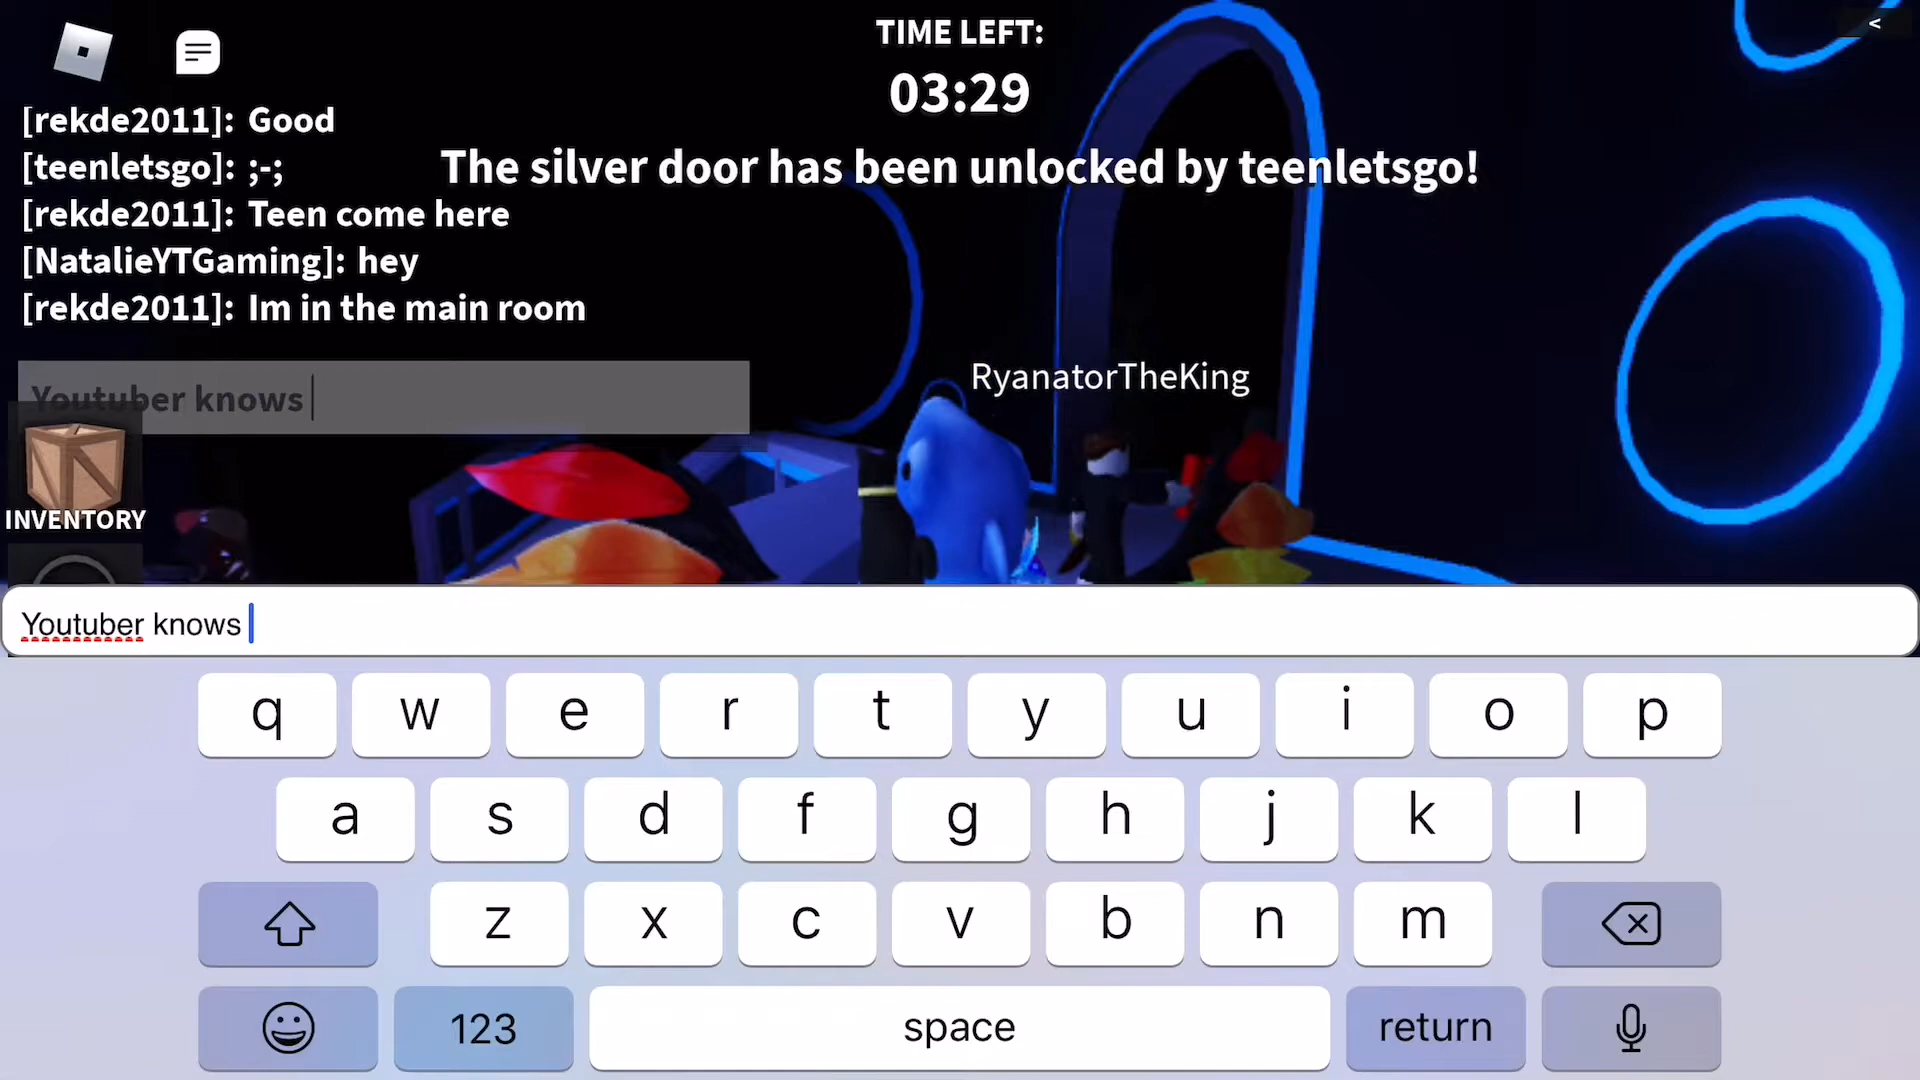 TIME LEFT:
03:29
<
[rekde2011]: Good
[teenletsgo]: ;-;
The silver door has been unlocked by teenletsgo!
[rekde2011]: Teen come here
[NatalieYTGaming]: hey
[rekde2011]: Im in the main room
RyanatorTheKing
Youtuber knows
INVENTORY
Youtuber knows
q w e r t y u i o p
a s d f g h j k l
z x c v b n m
123 space return